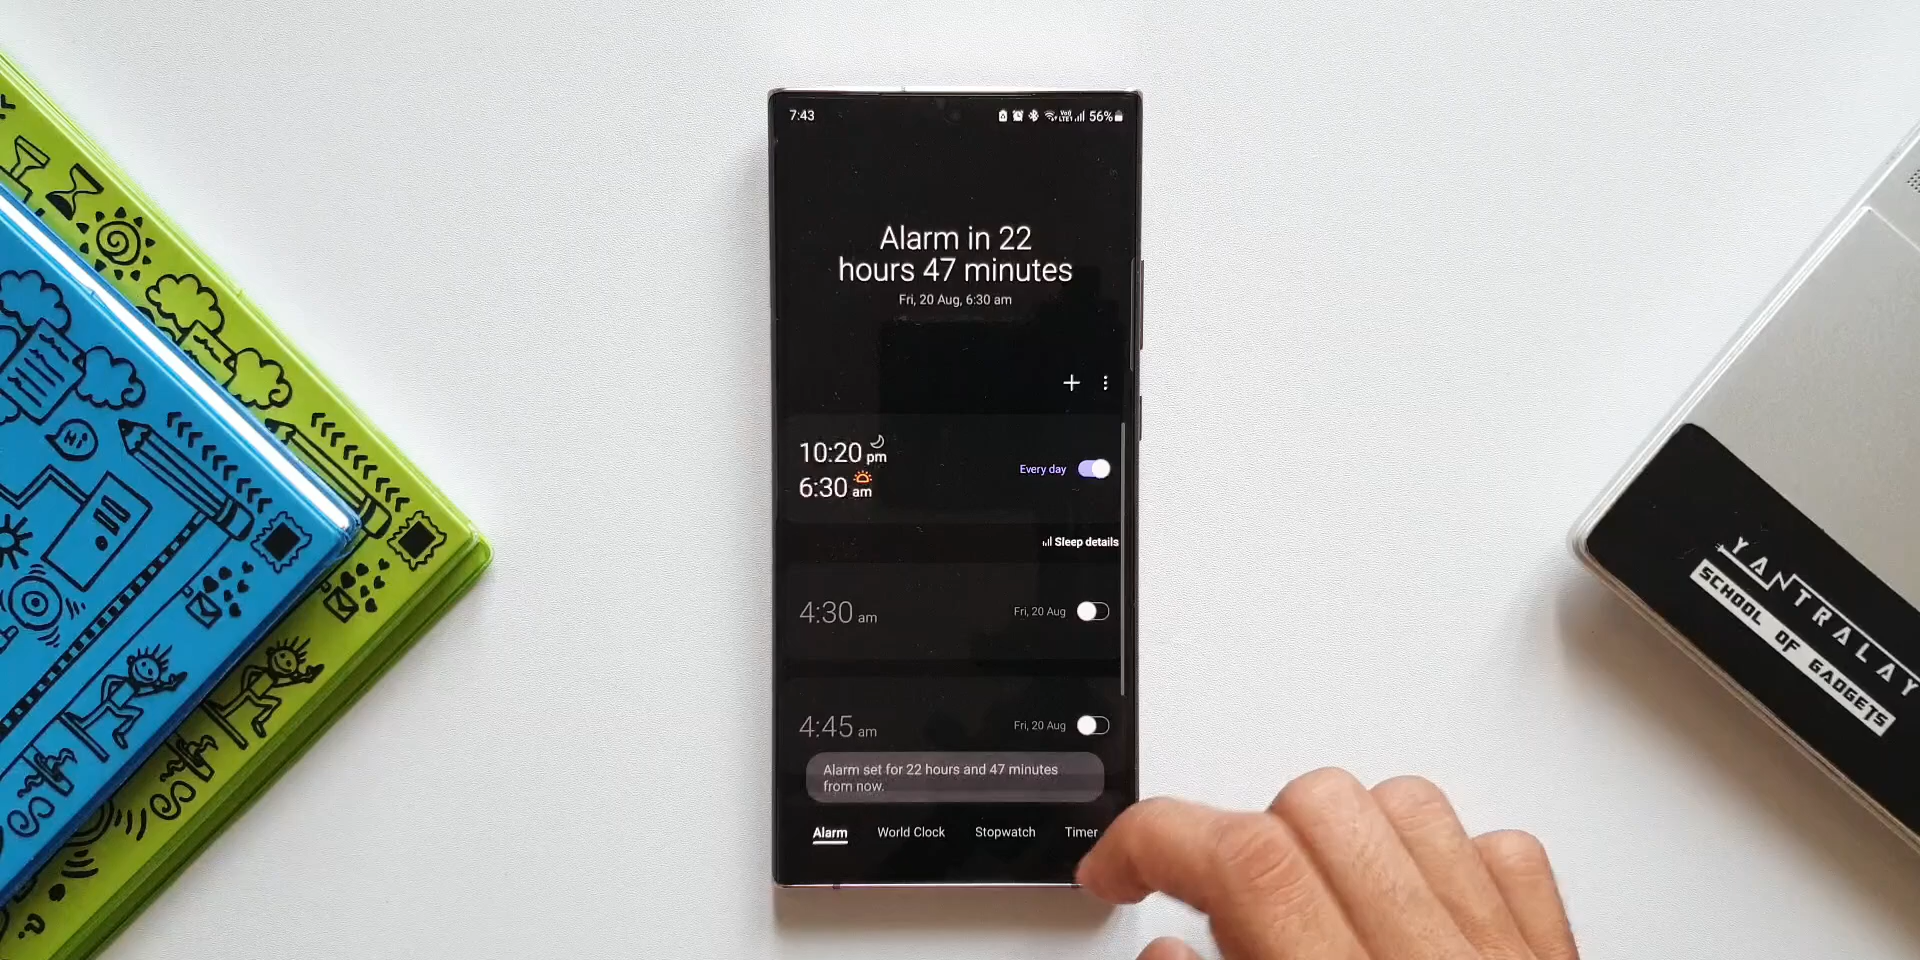 7:43
56%
Alarm in 22
hours 47 minutes
Fri, 20 Aug, 6:30 am
10:20 pm
Every day
6:30 am
Sleep details
4:30 am
Fri, 20 Aug
4:45 am
Fri, 20 Aug
Alarm set for 22 hours and 47 minutes
from now.
Alarm World Clock Stopwatch Timer
Hi
YANTRALAY
SCHOOL OF GADGETS